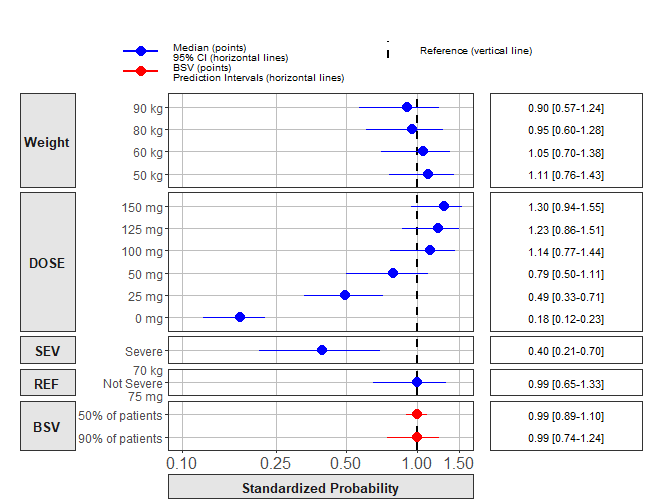 Median (points)
95% CI (horizontal lines)
BSV (points)
Prediction Intervals (horizontal lines)
Reference (vertical line)
Weight
90 kg
80 kg
60 kg
50 kg
0.90 [0.57-1.24]
0.95 [0.60-1.28]
1.05 [0.70-1.38]
1.11 [0.76-1.43]
DOSE
150 mg
125 mg
100 mg
50 mg
25 mg
0 mg
1.30 [0.94-1.55]
1.23 [0.86-1.51]
1.14 [0.77-1.44]
0.79 [0.50-1.11]
0.49 [0.33-0.71]
0.18 [0.12-0.23]
SEV
Severe
0.40 [0.21-0.70]
REF
70 kg
Not Severe
75 mg
0.99 [0.65-1.33]
BSV
50% of patients
90% of patients
0.99 [0.89-1.10]
0.99 [0.74-1.24]
0.10 0.25 0.50 1.00 1.50
Standardized Probability